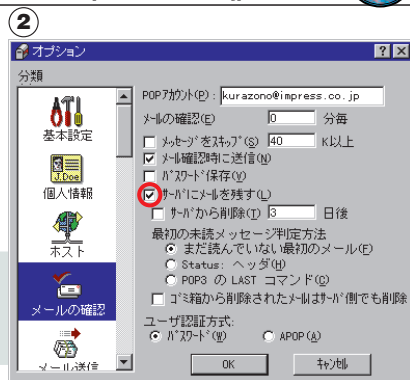 ②
オプション
分類
基本設定
J.Doe
個人情報
ホスト
メールの確認
メール送信
POPアカウント(P): kurazono@impress.co.jp
メールの確認(E) 0 分毎
メッセージをスキップ(S) 40 K以上
メール確認時に送信(N)
パスワード保存(V)
サーバにメールを残す(L)
サーバから削除(T) 3 日後
最初の未読メッセージ判定方法
まだ読んでいない最初のメール(F)
Status: ヘッダ(H)
POP3 の LAST コマンド(G)
ゴミ箱から削除されたメールはサーバ側でも削除
ユーザ認証方式:
パスワード(W) APOP(A)
OK キャンセル